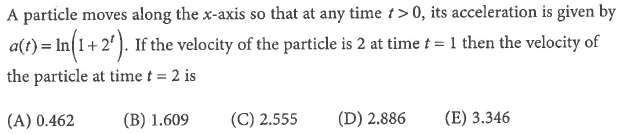 A particle moves along the x-axis so that at any time t > 0, its acceleration is given by
a(t) = ln(1 + 2^t). If the velocity of the particle is 2 at time t = 1 then the velocity of
the particle at time t = 2 is
(A) 0.462 (B) 1.609 (C) 2.555 (D) 2.886 (E) 3.346